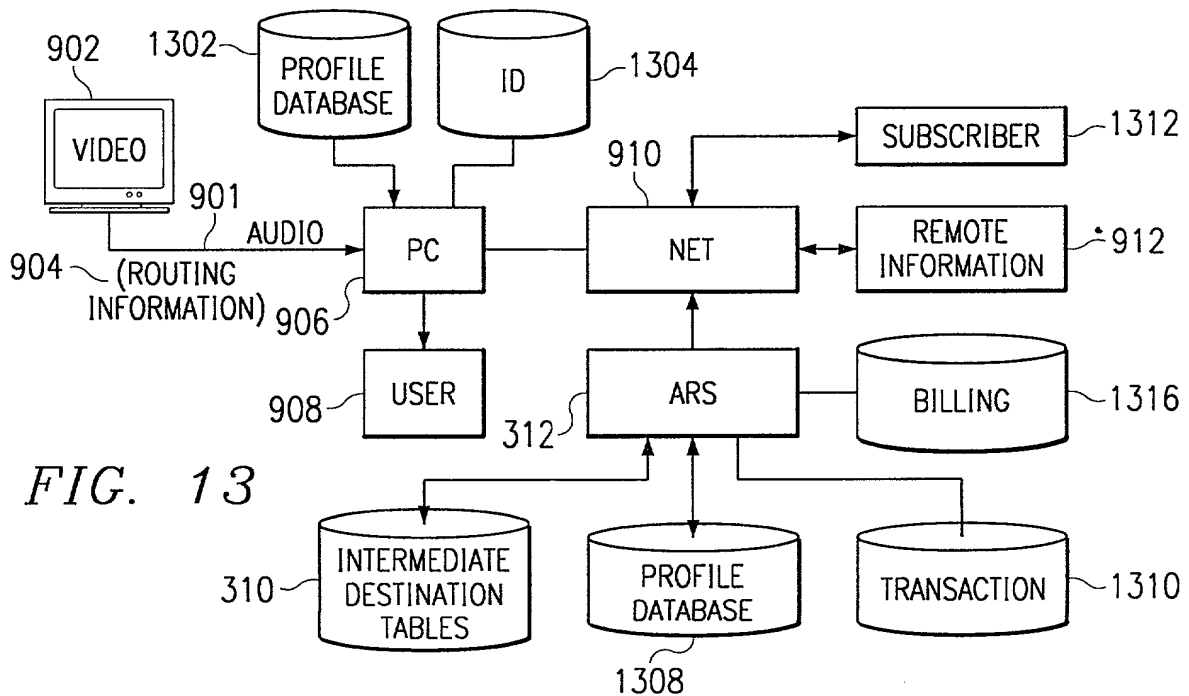 1302
PROFILE
DATABASE
ID
1304
902
VIDEO
901
AUDIO
904
(ROUTING
INFORMATION)
PC
906
USER
908
910
NET
SUBSCRIBER
1312
REMOTE
INFORMATION
912
ARS
312
BILLING
1316
FIG. 13
INTERMEDIATE
DESTINATION
TABLES
310
PROFILE
DATABASE
1308
TRANSACTION
1310